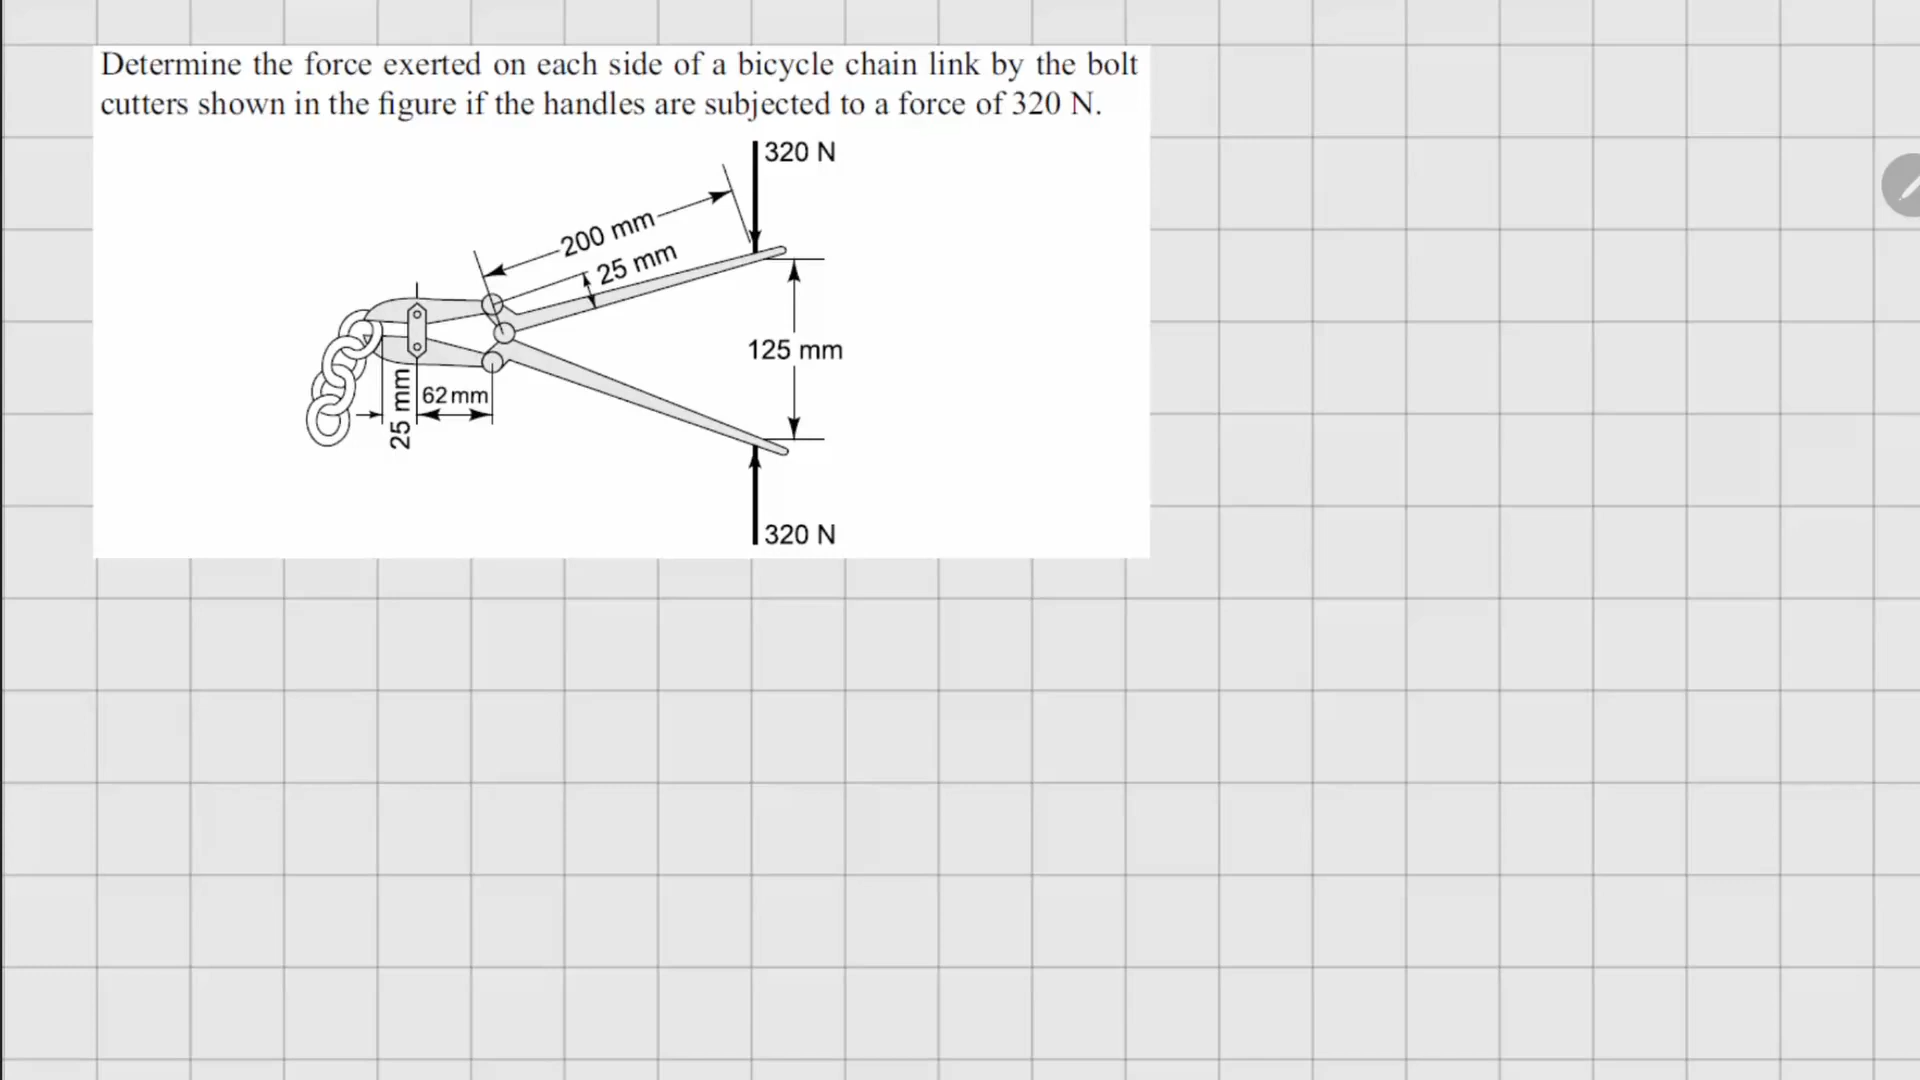 Determine the force exerted on each side of a bicycle chain link by the bolt
cutters shown in the figure if the handles are subjected to a force of 320 N.
320 N
200 mm
25 mm
125 mm
62 mm
25 mm
320 N